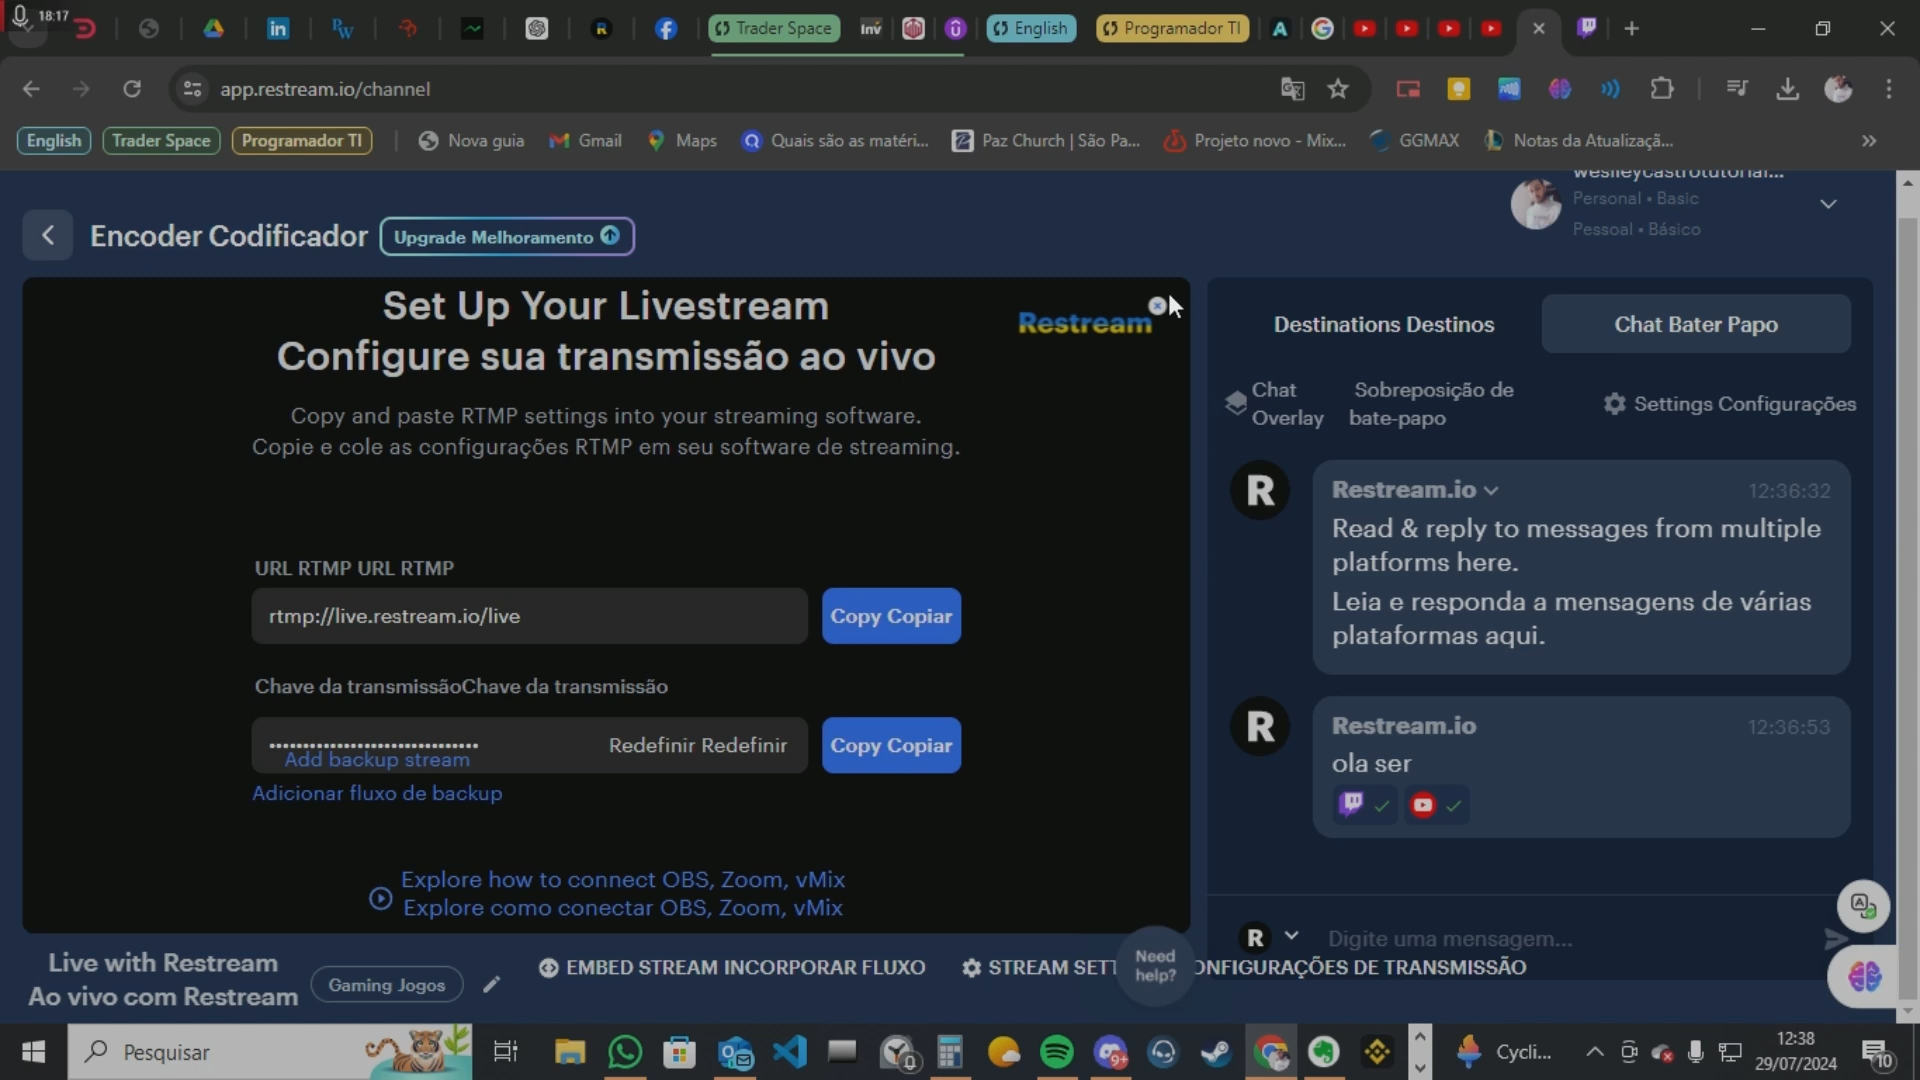 18:17
Trader Space
Inv
English
Programador TI
app.restream.io/channel
English
Trader Space
Programador TI
Nova guia
Gmail
Maps
Quais são as matéri...
Paz Church | São Pa...
Projeto novo - Mix...
GGMAX
Notas da Atualizaçã...
Encoder Codificador
Upgrade Melhoramento
Personal • Basic
Pessoal • Básico
Set Up Your Livestream
Configure sua transmissão ao vivo
Restream
Copy and paste RTMP settings into your streaming software.
Copie e cole as configurações RTMP em seu software de streaming.
URL RTMP URL RTMP
rtmp://live.restream.io/live
Copy Copiar
Chave da transmissãoChave da transmissão
Redefinir Redefinir
Copy Copiar
Add backup stream
Adicionar fluxo de backup
Explore how to connect OBS, Zoom, vMix
Explore como conectar OBS, Zoom, vMix
Destinations Destinos
Chat Bater Papo
Chat Overlay
Sobreposição de bate-papo
Settings Configurações
R
Restream.io
12:36:32
Read & reply to messages from multiple
platforms here.
Leia e responda a mensagens de várias
plataformas aqui.
R
Restream.io
12:36:53
ola ser
R
Digite uma mensagem...
Live with Restream
Ao vivo com Restream
Gaming Jogos
EMBED STREAM INCORPORAR FLUXO
STREAM SETT
Need
help?
ONFIGURAÇÕES DE TRANSMISSÃO
Pesquisar
9+
Cycli...
12:38
29/07/2024
10